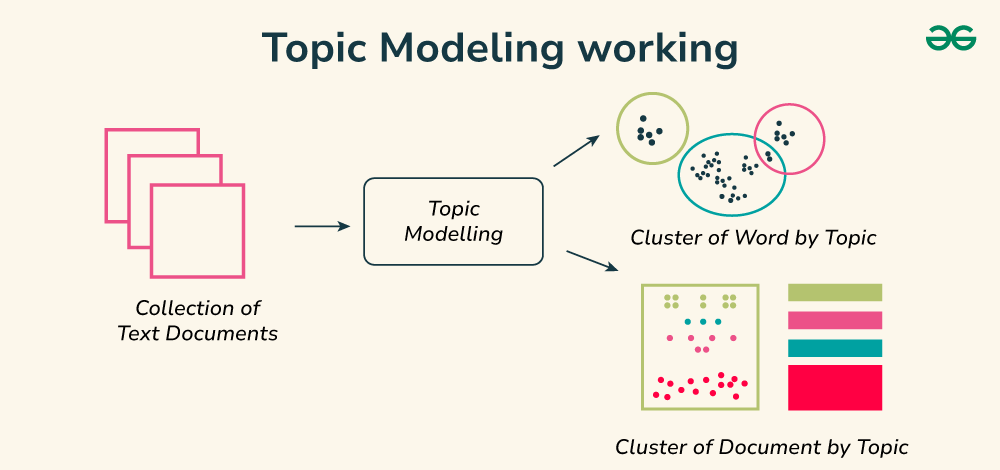 Topic Modeling working
Collection of
Text Documents
Topic
Modelling
Cluster of Word by Topic
Cluster of Document by Topic